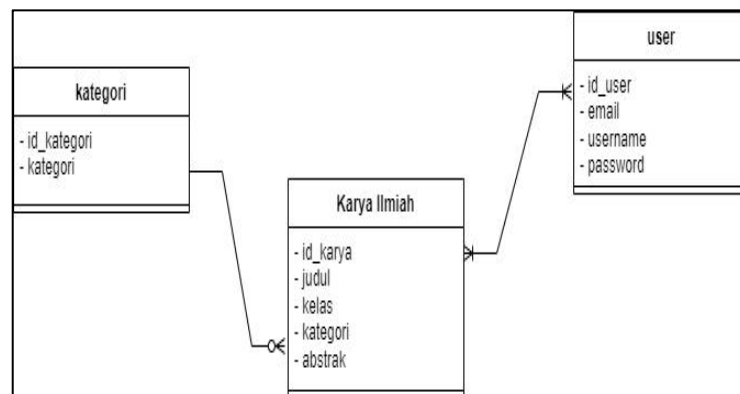 kategori
- id_kategori
- kategori
Karya Ilmiah
- id_karya
- judul
- kelas
- kategori
- abstrak
user
- id_user
- email
- username
- password